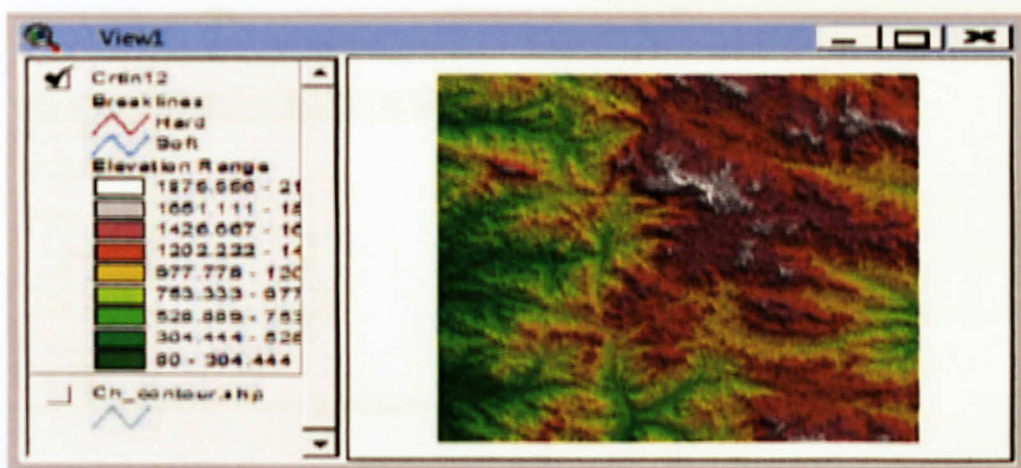 View1
Crtin12
Breaklines
Hard
Soft
Elevation Range
1876.556 - 21
1651.111 - 18
1426.667 - 16
1202.222 - 14
977.778 - 120
753.333 - 977
528.889 - 753
304.444 - 528
80 - 304.444
Ch_contour.shp